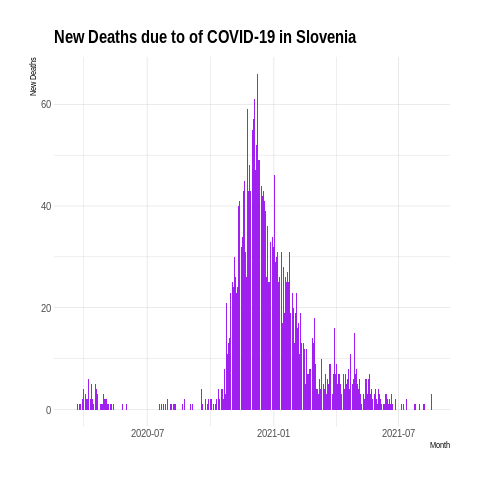 New Deaths due to of COVID-19 in Slovenia
New Deaths
60
40
20
0
2020-07
2021-01
2021-07
Month